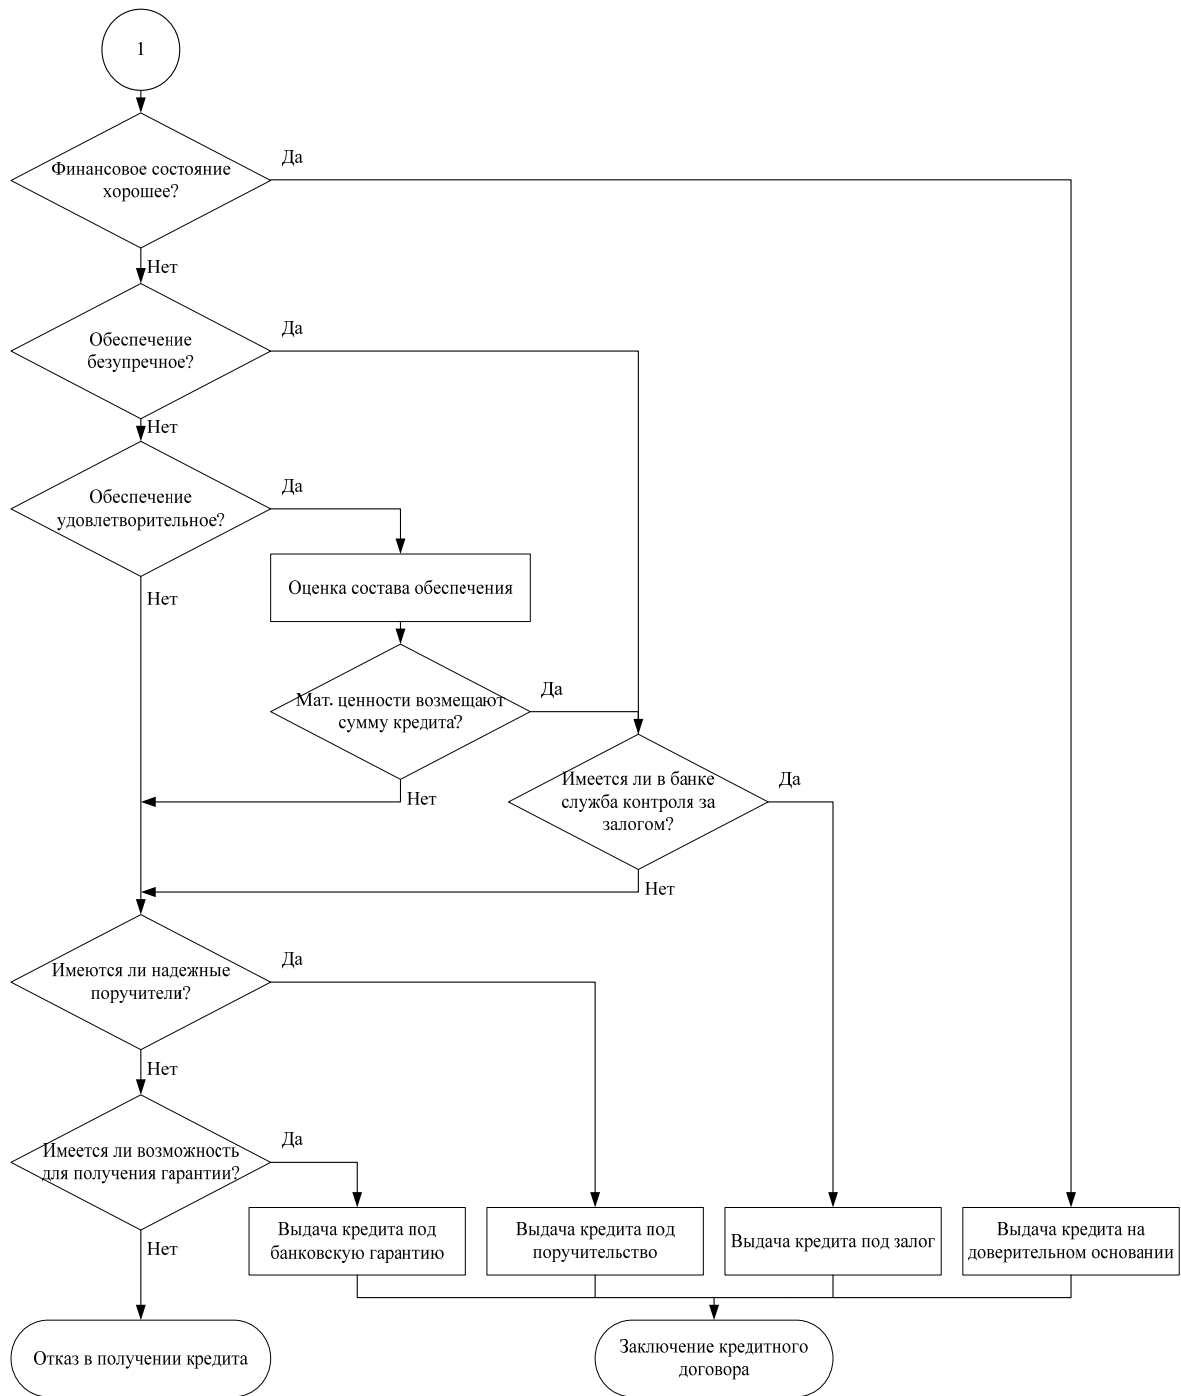 1
Финансовое состояние
хорошее?
Да
Нет
Обеспечение
безупречное?
Да
Нет
Обеспечение
удовлетворительное?
Да
Нет
Оценка состава обеспечения
Мат. ценности возмещают
сумму кредита?
Да
Нет
Имеется ли в банке
служба контроля за
залогом?
Да
Нет
Имеются ли надежные
поручители?
Да
Нет
Имеется ли возможность
для получения гарантии?
Да
Нет
Выдача кредита под
банковскую гарантию
Выдача кредита под
поручительство
Выдача кредита под залог
Выдача кредита на
доверительном основании
Отказ в получении кредита
Заключение кредитного
договора